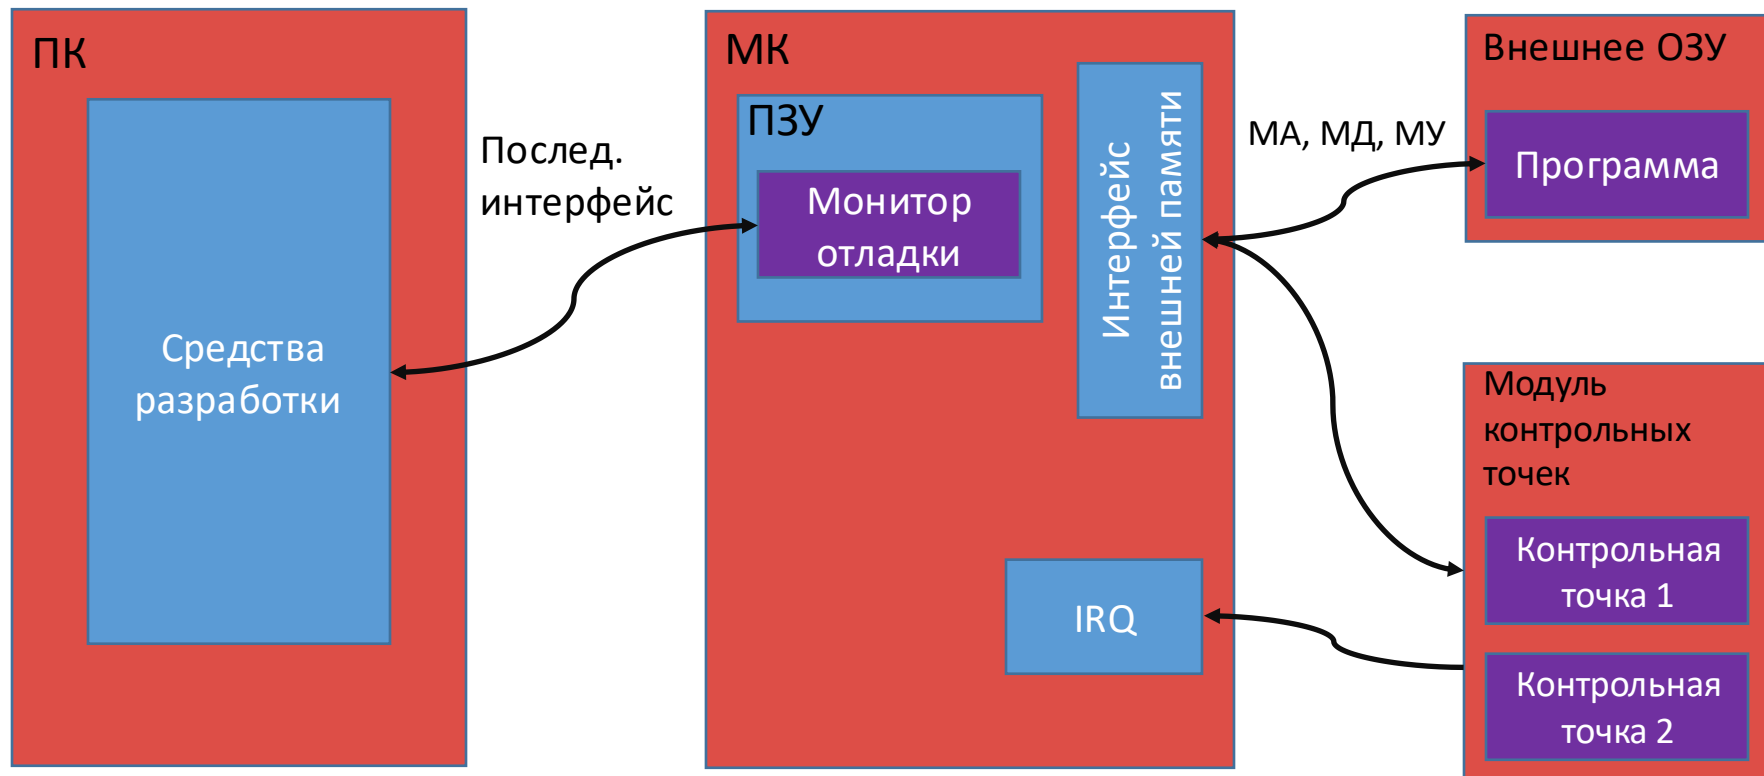 ПК
Средства
разработки
Послед.
интерфейс
МК
ПЗУ
Монитор
отладки
Интерфейс
внешней памяти
IRQ
МА, МД, МУ
Внешнее ОЗУ
Программа
Модуль
контрольных
точек
Контрольная
точка 1
Контрольная
точка 2